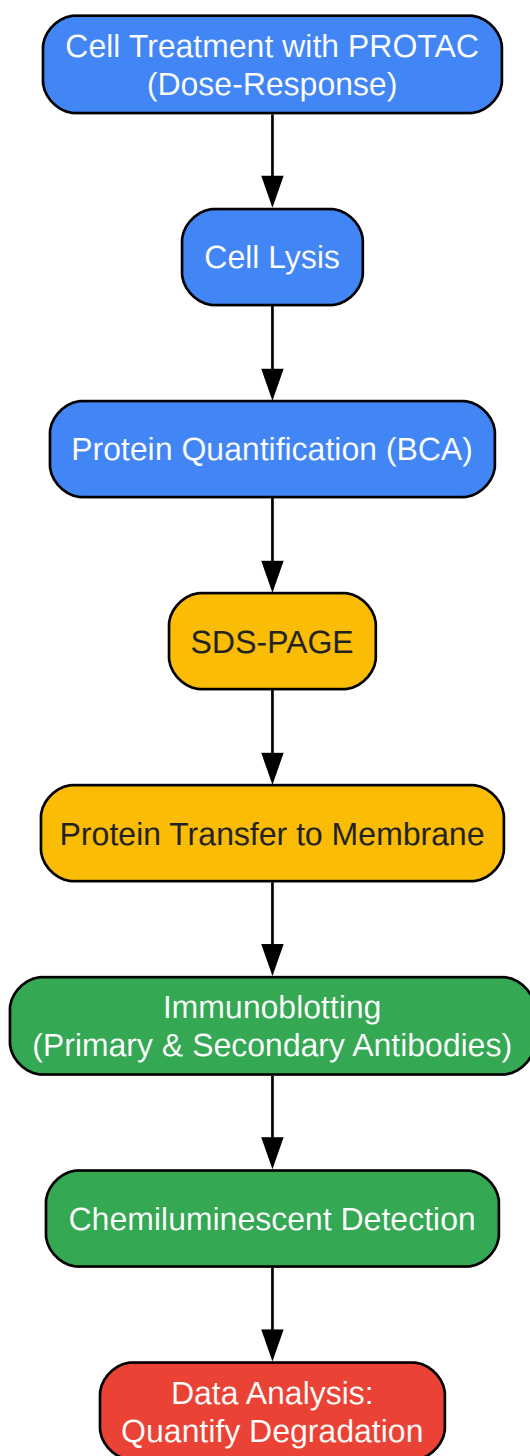 Cell Treatment with PROTAC
(Dose-Response)
Cell Lysis
Protein Quantification (BCA)
SDS-PAGE
Protein Transfer to Membrane
Immunoblotting
(Primary & Secondary Antibodies)
Chemiluminescent Detection
Data Analysis:
Quantify Degradation